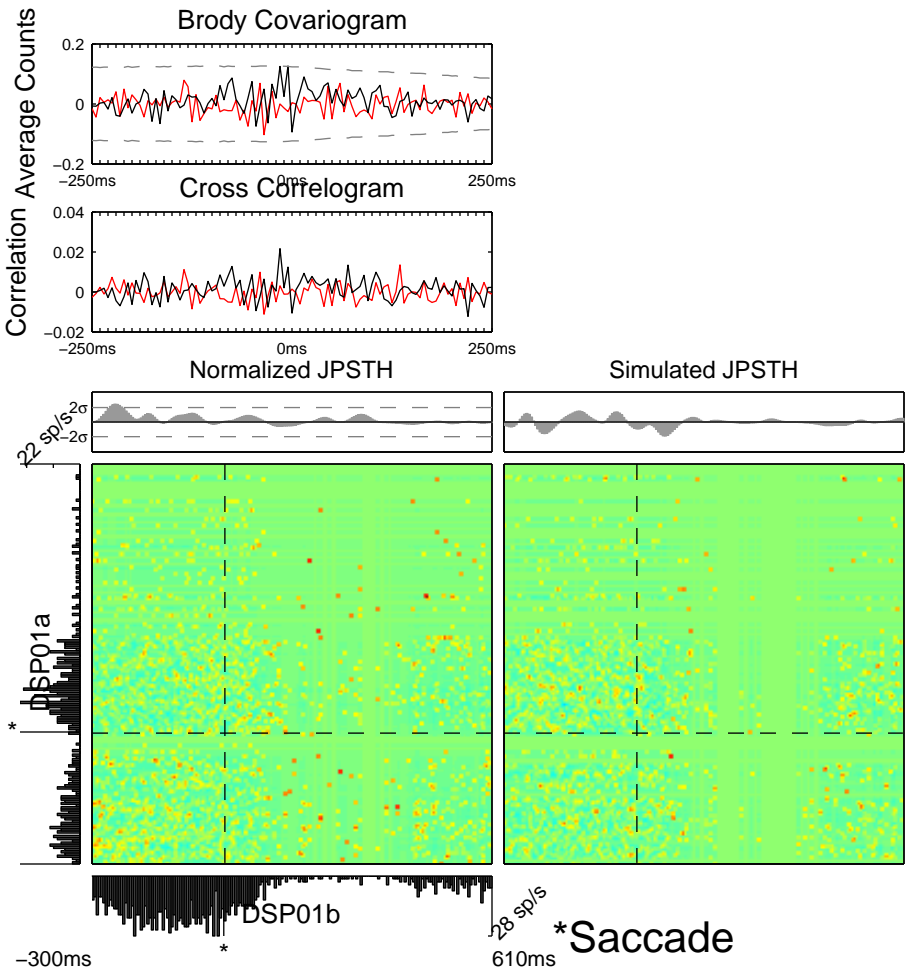 Brody Covariogram
Average Counts
0.2
0
−0.2
−250ms
0ms
250ms
Cross Correlogram
Correlation
0.04
0.02
0
−0.02
−250ms
0ms
250ms
Normalized JPSTH
Simulated JPSTH
22 sp/s
2σ
−2σ
DSP01a
*
DSP01b
*
28 sp/s
*Saccade
−300ms
610ms